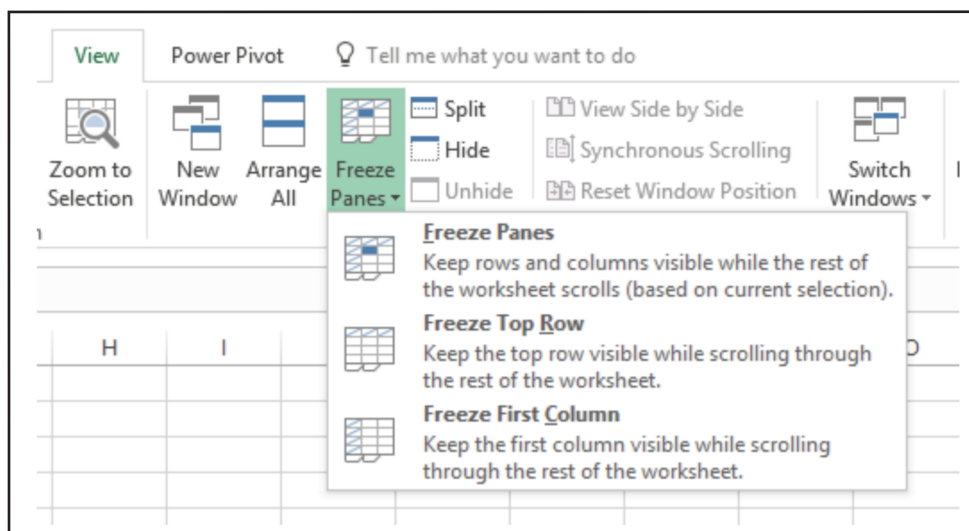 View Power Pivot Tell me what you want to do
Zoom to
Selection
New
Window
Arrange
All
Freeze
Panes
Split
Hide
Unhide
View Side by Side
Synchronous Scrolling
Reset Window Position
Switch
Windows
Freeze Panes
Keep rows and columns visible while the rest of
the worksheet scrolls (based on current selection).
Freeze Top Row
Keep the top row visible while scrolling through
the rest of the worksheet.
Freeze First Column
Keep the first column visible while scrolling
through the rest of the worksheet.
H I